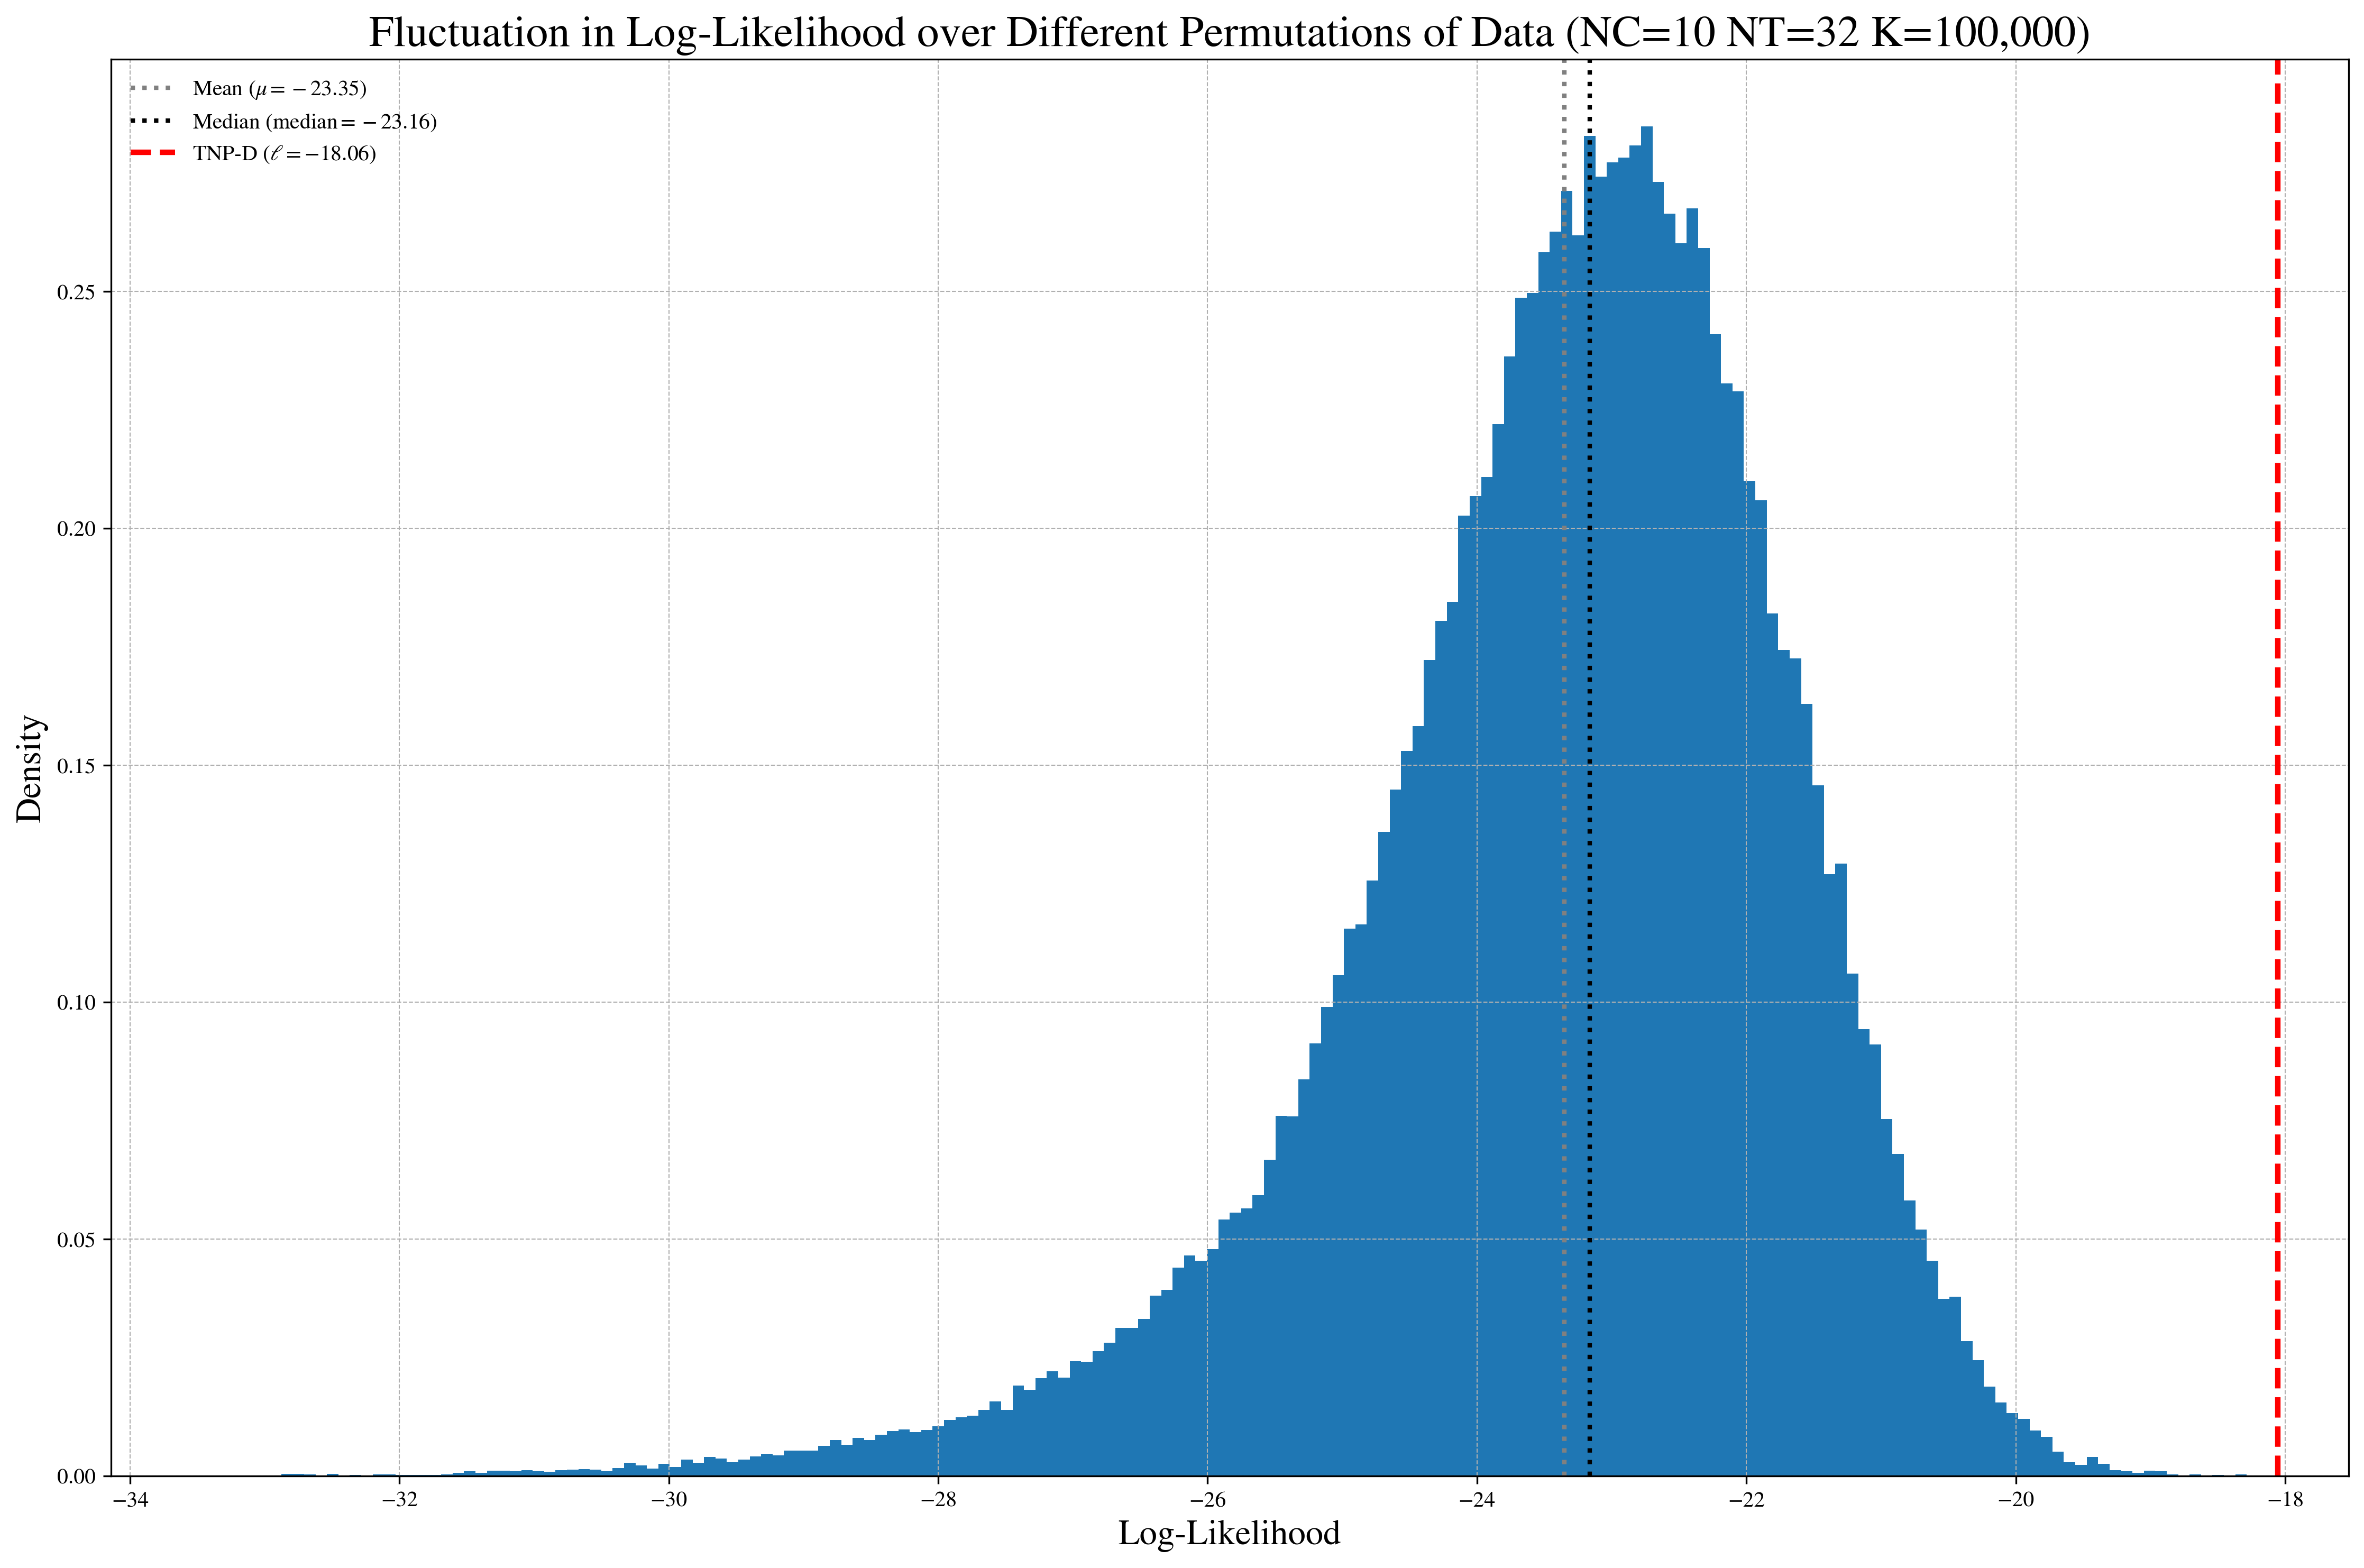 Fluctuation in Log-Likelihood over Different Permutations of Data (NC=10 NT=32 K=100,000)
Mean (μ = −23.35)
Median (median = −23.16)
TNP-D (ℓ = −18.06)
0.25
0.20
0.15
0.10
0.05
0.00
Density
−34 −32 −30 −28 −26 −24 −22 −20 −18
Log-Likelihood